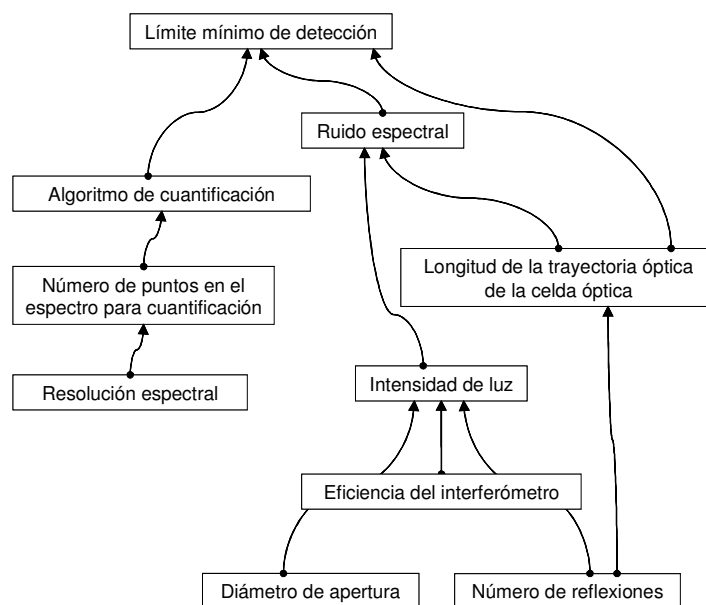 Límite mínimo de detección
Ruido espectral
Algoritmo de cuantificación
Número de puntos en el
espectro para cuantificación
Longitud de la trayectoria óptica
de la celda óptica
Resolución espectral
Intensidad de luz
Eficiencia del interferómetro
Diámetro de apertura
Número de reflexiones